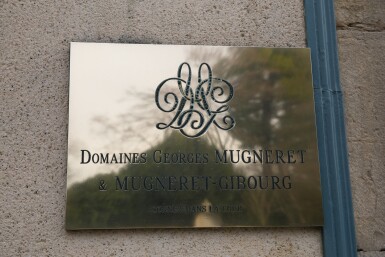 DOMAINES GEORGES MUGNERET
& MUGNERET-GIBOURG